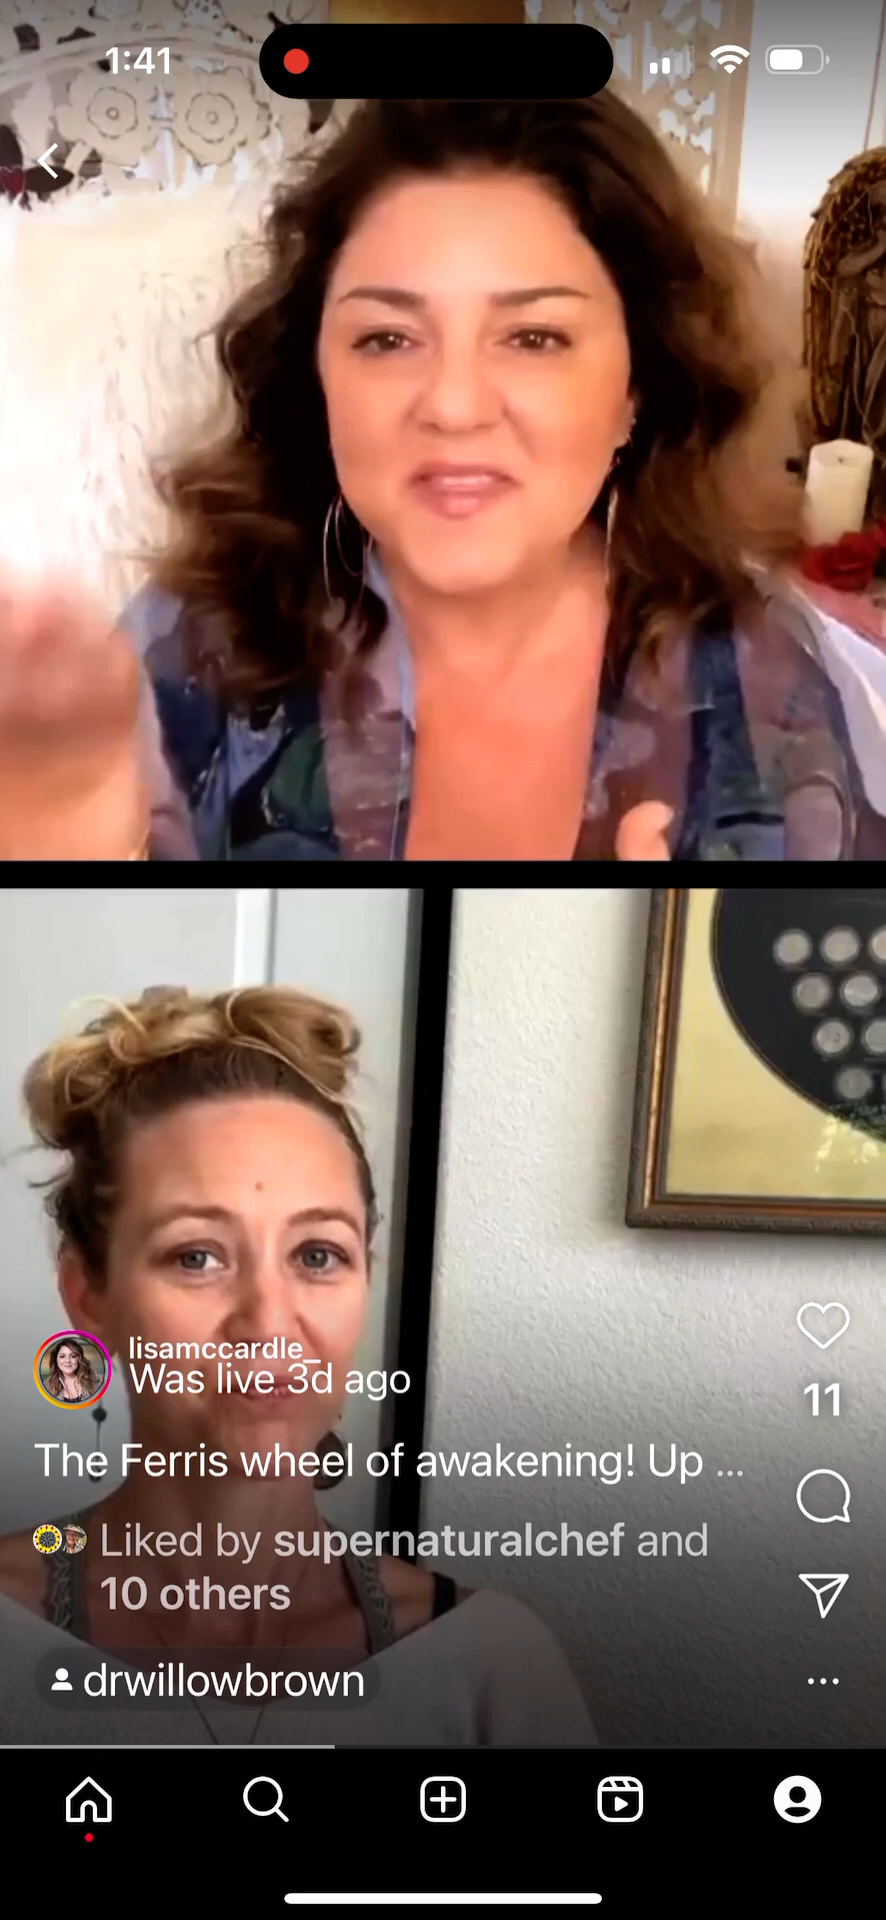 1:41
lisamccardle_
Was live 3d ago
The Ferris wheel of awakening! Up ...
11
Liked by supernaturalchef and
10 others
drwillowbrown